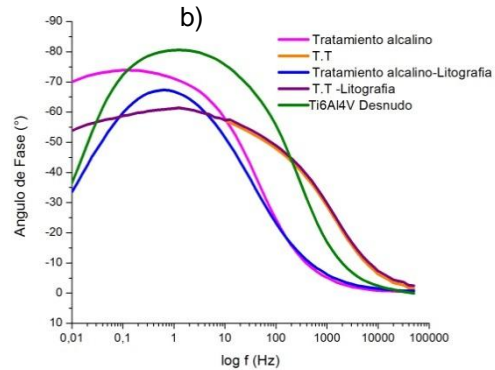 b)
Tratamiento alcalino
T.T
Tratamiento alcalino-Litografia
T.T -Litografia
Ti6Al4V Desnudo
Angulo de Fase (°)
-90
-80
-70
-60
-50
-40
-30
-20
-10
0
10
0,01 0,1 1 10 100 1000 10000 100000
log f (Hz)